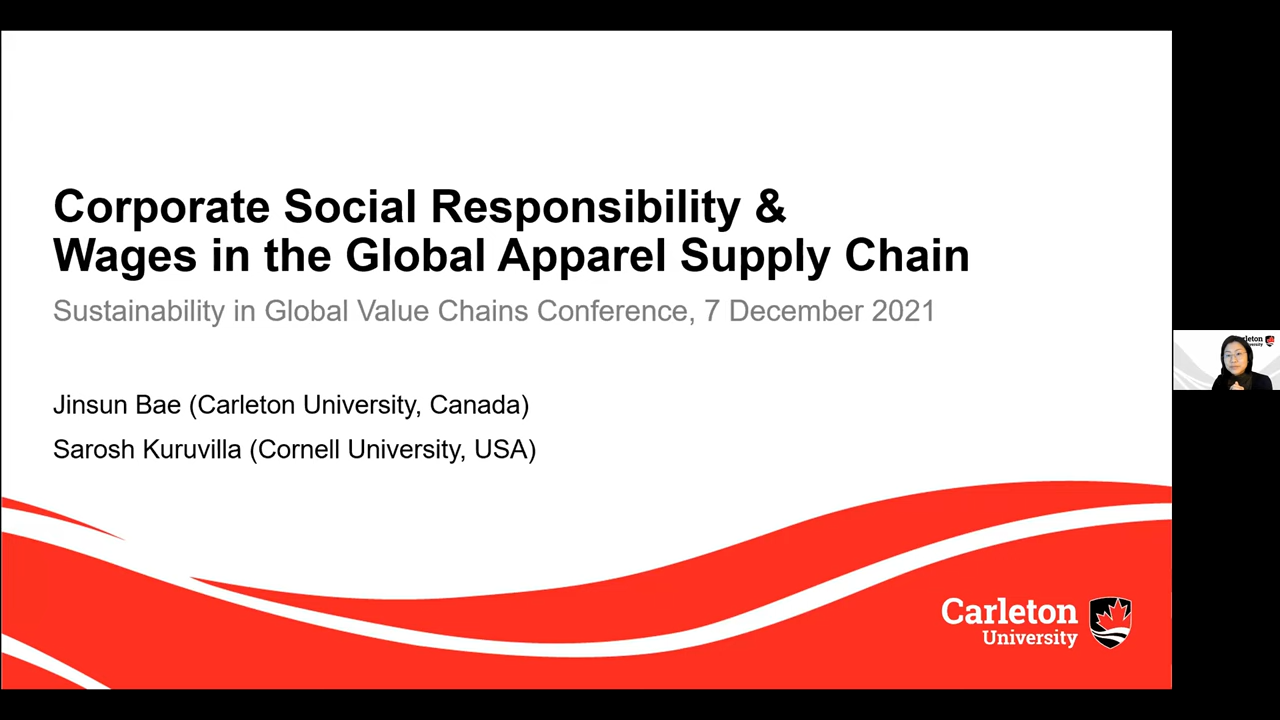 Corporate Social Responsibility &
Wages in the Global Apparel Supply Chain
Sustainability in Global Value Chains Conference, 7 December 2021
Jinsun Bae (Carleton University, Canada)
Sarosh Kuruvilla (Cornell University, USA)
Carleton
University